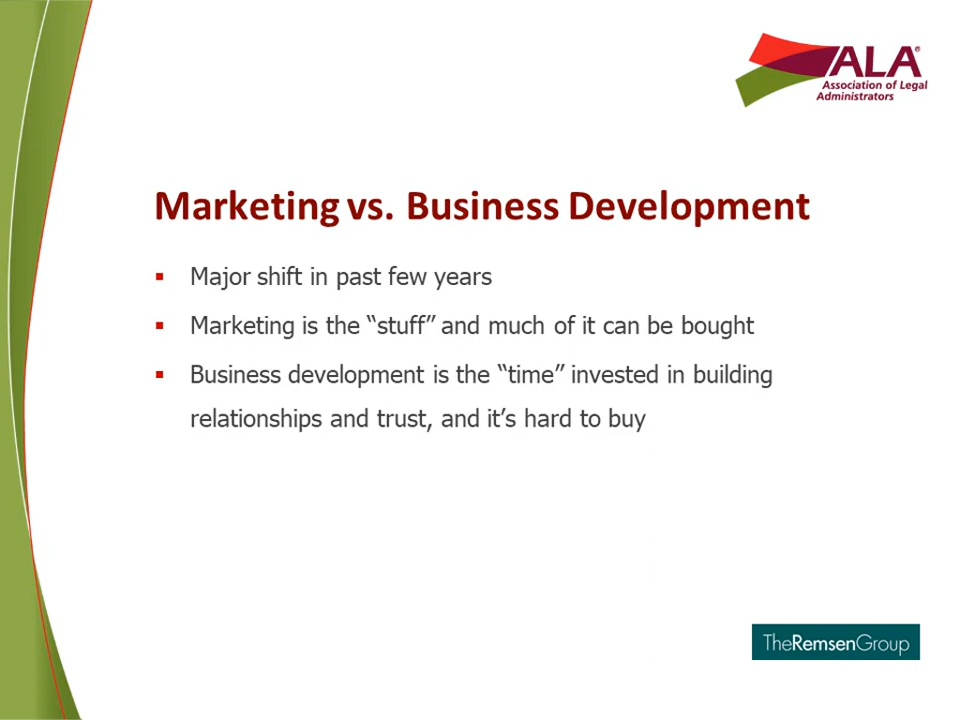 ALA®
Association of Legal
Administrators
Marketing vs. Business Development
▪ Major shift in past few years
▪ Marketing is the “stuff” and much of it can be bought
▪ Business development is the “time” invested in building
relationships and trust, and it’s hard to buy
TheRemsenGroup